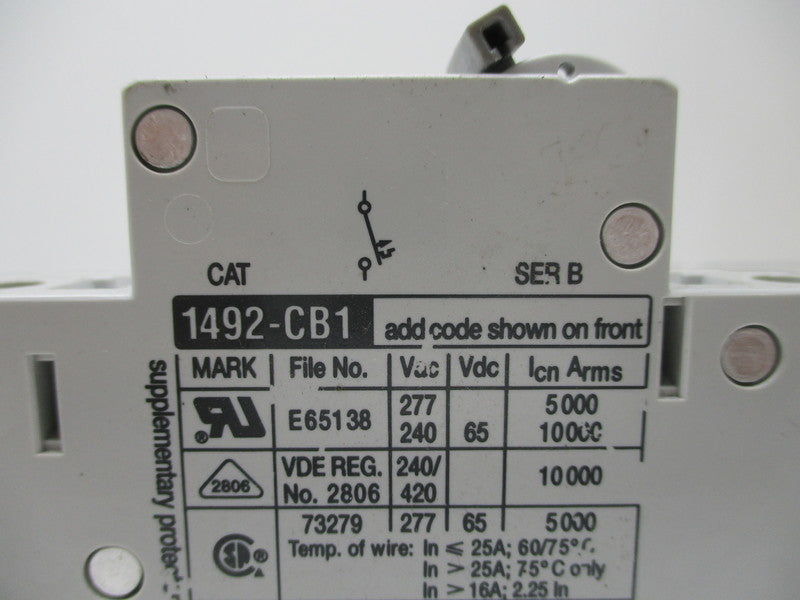 CAT SER B
1492-CB1 add code shown on front
MARK File No. Vac Vdc Icn Arms
E65138 277 5000
240 65 10000
2806 VDE REG. 240/ 10 000
No. 2806 420
73279 277 65 5000
Temp. of wire: In ≤ 25A; 60/75°C.
In > 25A; 75°C only
In > 16A; 2.25 In
supplementary